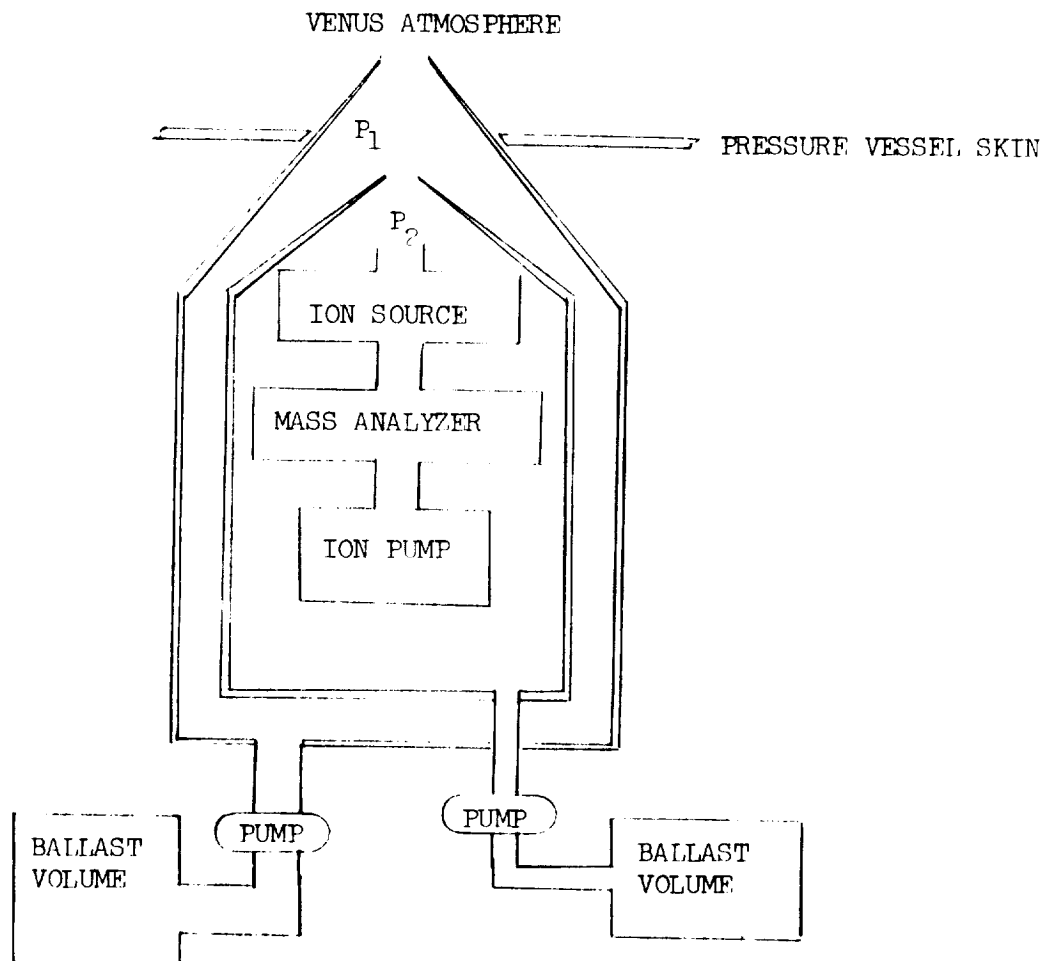 VENUS ATMOSPHERE
P1
PRESSURE VESSEL SKIN
P2
ION SOURCE
MASS ANALYZER
ION PUMP
PUMP
PUMP
BALLAST
VOLUME
BALLAST
VOLUME